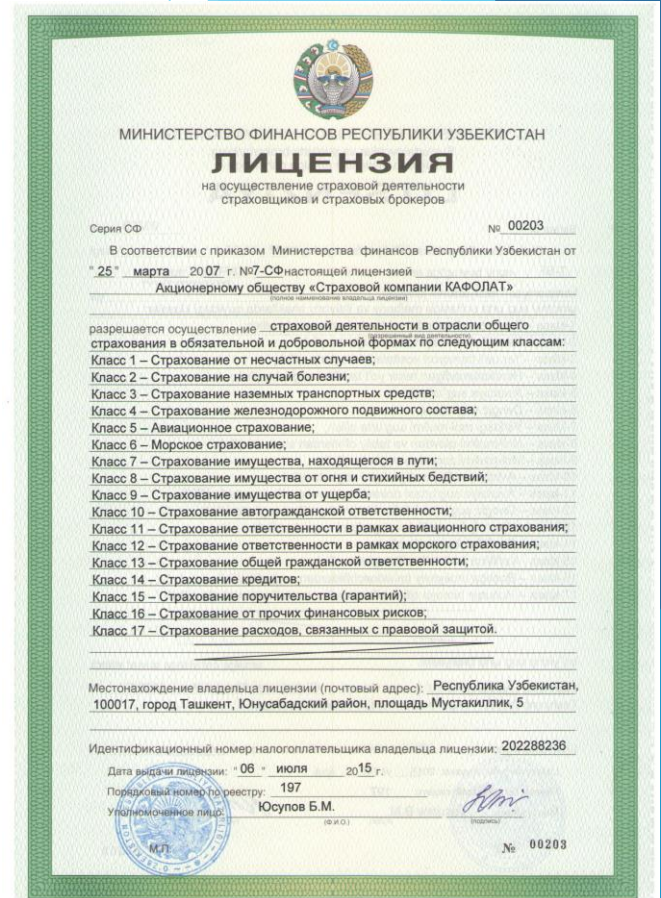 МИНИСТЕРСТВО ФИНАНСОВ РЕСПУБЛИКИ УЗБЕКИСТАН
ЛИЦЕНЗИЯ
на осуществление страховой деятельности
страховщиков и страховых брокеров
Серия СФ № 00203
В соответствии с приказом Министерства финансов Республики Узбекистан от
"25" марта 2007 г. №7-СФ настоящей лицензией
Акционерному обществу «Страховой компании КАФОЛАТ»
(полное наименование владельца лицензии)
разрешается осуществление страховой деятельности в отрасли общего
(разрешенный вид деятельности)
страхования в обязательной и добровольной формах по следующим классам:
Класс 1 – Страхование от несчастных случаев;
Класс 2 – Страхование на случай болезни;
Класс 3 – Страхование наземных транспортных средств;
Класс 4 – Страхование железнодорожного подвижного состава;
Класс 5 – Авиационное страхование;
Класс 6 – Морское страхование;
Класс 7 – Страхование имущества, находящегося в пути;
Класс 8 – Страхование имущества от огня и стихийных бедствий;
Класс 9 – Страхование имущества от ущерба;
Класс 10 – Страхование автогражданской ответственности;
Класс 11 – Страхование ответственности в рамках авиационного страхования;
Класс 12 – Страхование ответственности в рамках морского страхования;
Класс 13 – Страхование общей гражданской ответственности;
Класс 14 – Страхование кредитов;
Класс 15 – Страхование поручительства (гарантий);
Класс 16 – Страхование от прочих финансовых рисков;
Класс 17 – Страхование расходов, связанных с правовой защитой.
Местонахождение владельца лицензии (почтовый адрес): Республика Узбекистан,
100017, город Ташкент, Юнусабадский район, площадь Мустакиллик, 5
Идентификационный номер налогоплательщика владельца лицензии: 202288236
Дата выдачи лицензии: "06" июля 2015 г.
Порядковый номер по реестру: 197
Уполномоченное лицо: Юсупов Б.М.
(Ф.И.О.) (подпись)
М.П. № 00203